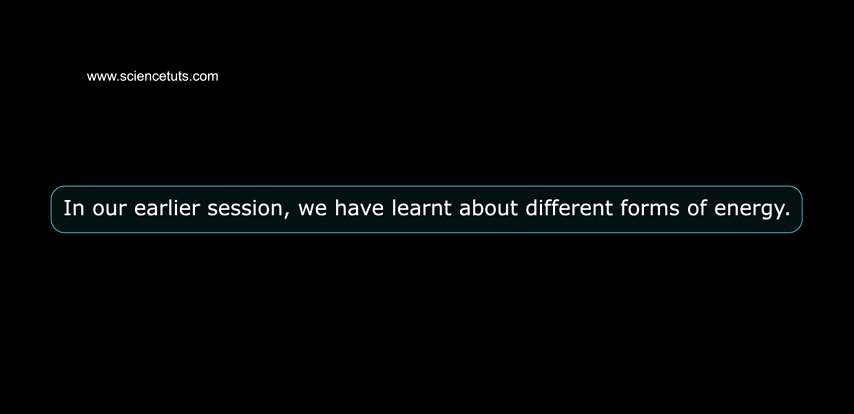 www.sciencetuts.com
In our earlier session, we have learnt about different forms of energy.